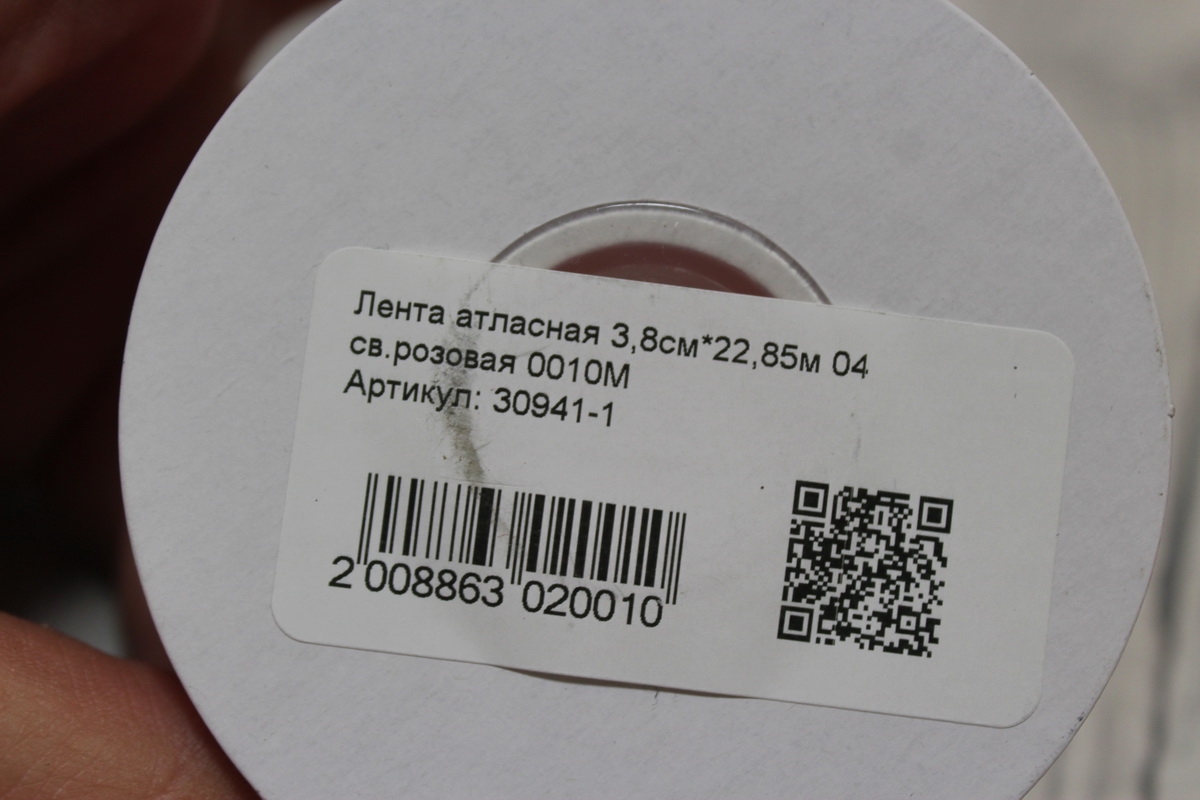 Лента атласная 3,8см*22,85м 04
св.розовая 0010М
Артикул: 30941-1
2 008863 020010